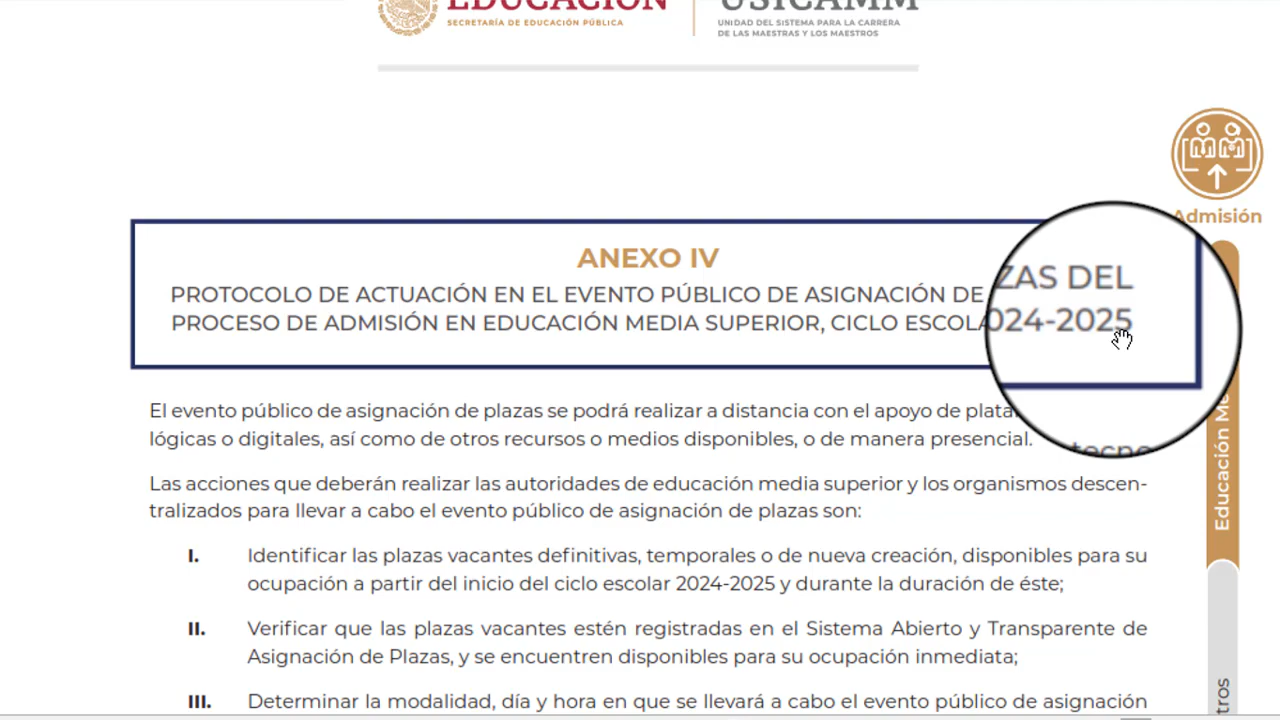 EDUCACIÓN
SECRETARÍA DE EDUCACIÓN PÚBLICA
USICAMM
UNIDAD DEL SISTEMA PARA LA CARRERA
DE LAS MAESTRAS Y LOS MAESTROS
Admisión
ANEXO IV
PROTOCOLO DE ACTUACIÓN EN EL EVENTO PÚBLICO DE ASIGNACIÓN DE ZAS DEL
PROCESO DE ADMISIÓN EN EDUCACIÓN MEDIA SUPERIOR, CICLO ESCOLA 024-2025
El evento público de asignación de plazas se podrá realizar a distancia con el apoyo de plata tecno
lógicas o digitales, así como de otros recursos o medios disponibles, o de manera presencial.
Las acciones que deberán realizar las autoridades de educación media superior y los organismos descen-
tralizados para llevar a cabo el evento público de asignación de plazas son:
I. Identificar las plazas vacantes definitivas, temporales o de nueva creación, disponibles para su
ocupación a partir del inicio del ciclo escolar 2024-2025 y durante la duración de éste;
II. Verificar que las plazas vacantes estén registradas en el Sistema Abierto y Transparente de
Asignación de Plazas, y se encuentren disponibles para su ocupación inmediata;
III. Determinar la modalidad, día y hora en que se llevará a cabo el evento público de asignación
Educación Me
tros